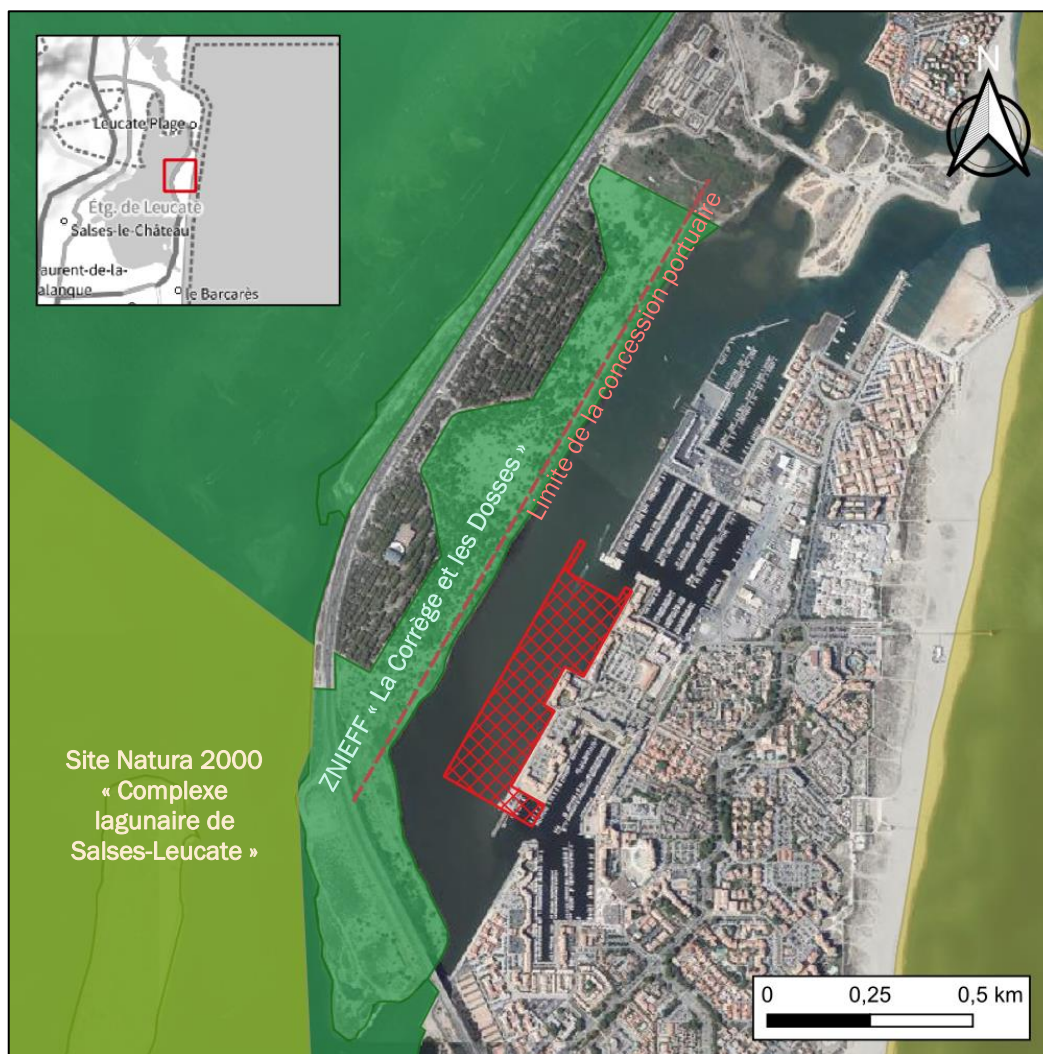 Leucate Plage
Étg. de Leucate
Salses-le-Château
aurent-de-la-
alanque
le Barcarès
N
Limite de la concession portuaire
ZNIEFF « La Corrège et les Dosses »
Site Natura 2000
« Complexe
lagunaire de
Salses-Leucate »
0 0,25 0,5 km